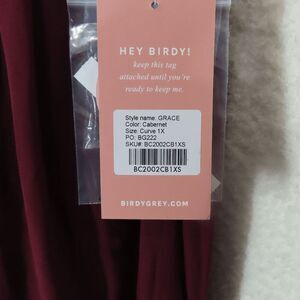 HEY BIRDY!
keep this tag
attached until you're
ready to keep me.
Style name: GRACE
Color: Cabernet
Size: Curve 1X
PO: BG222
SKU#: BC2002CB1XS
BC2002CB1XS
BIRDYGREY.COM